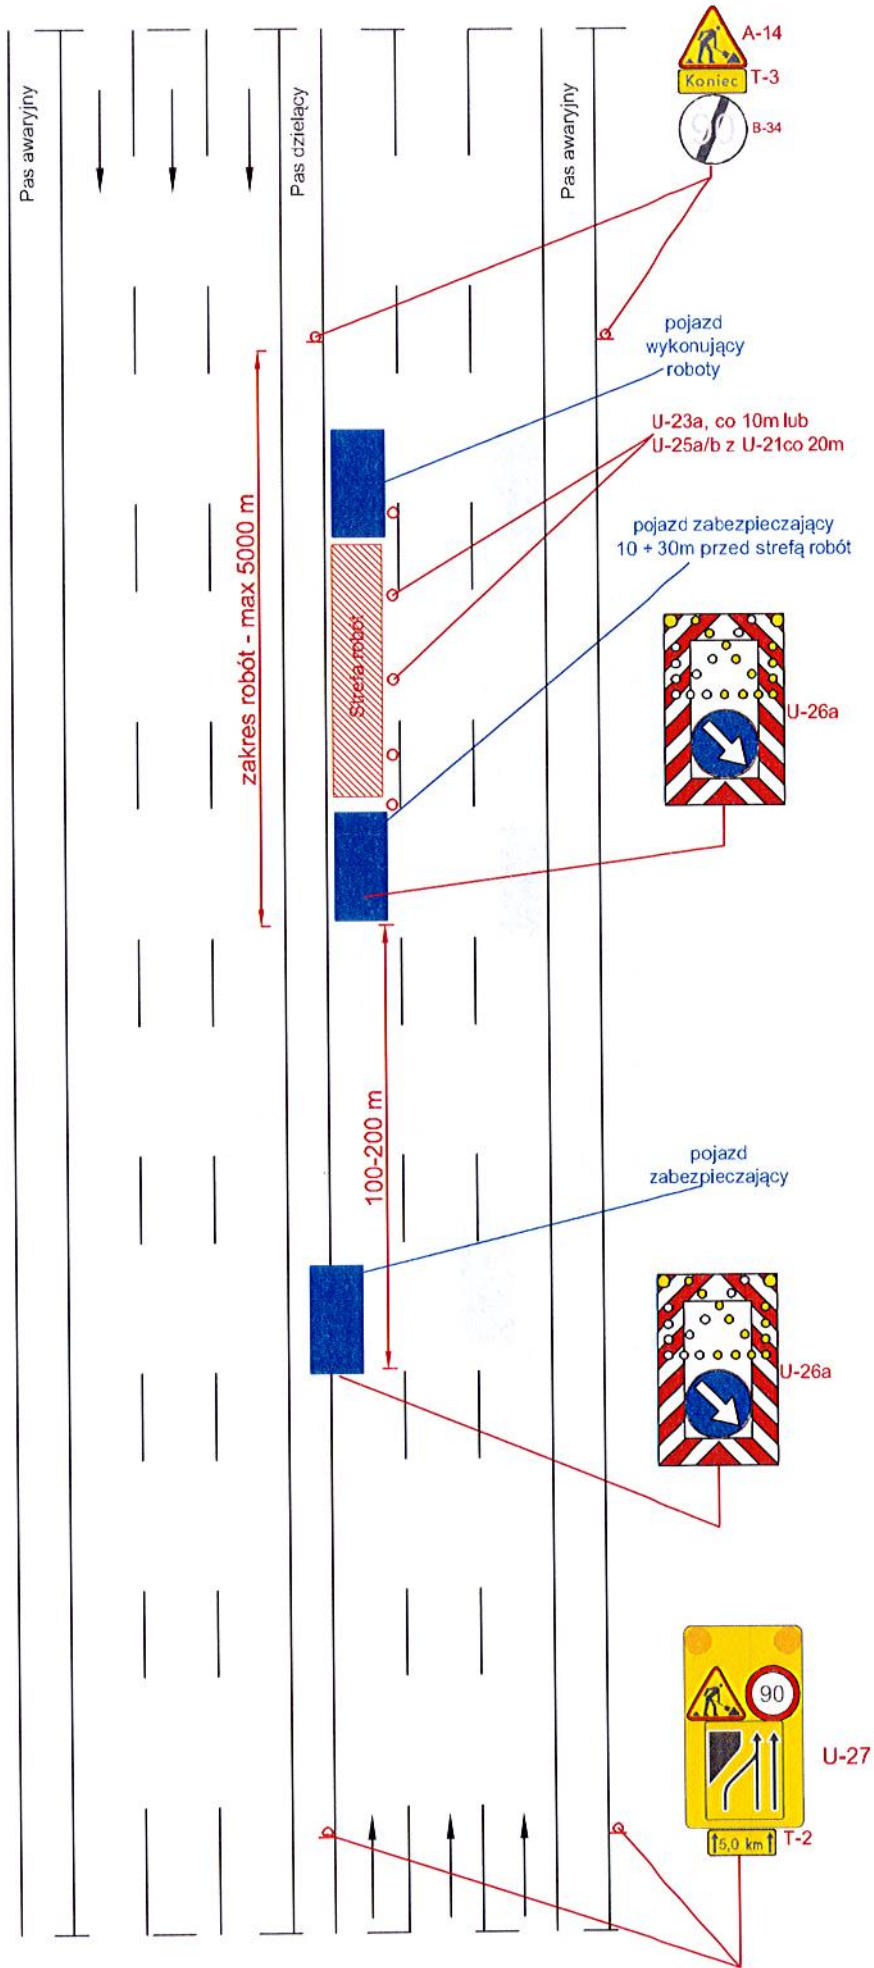 A-14
Koniec
T-3
90
B-34
Pas awaryjny
Pas dzielący
Pas awaryjny
pojazd
wykonujący
roboty
U-23a, co 10m lub
U-25a/b z U-21co 20m
pojazd zabezpieczający
10 + 30m przed strefą robót
zakres robót - max 5000 m
Strefa robót
U-26a
100-200 m
pojazd
zabezpieczający
U-26a
90
U-27
5,0 km
T-2